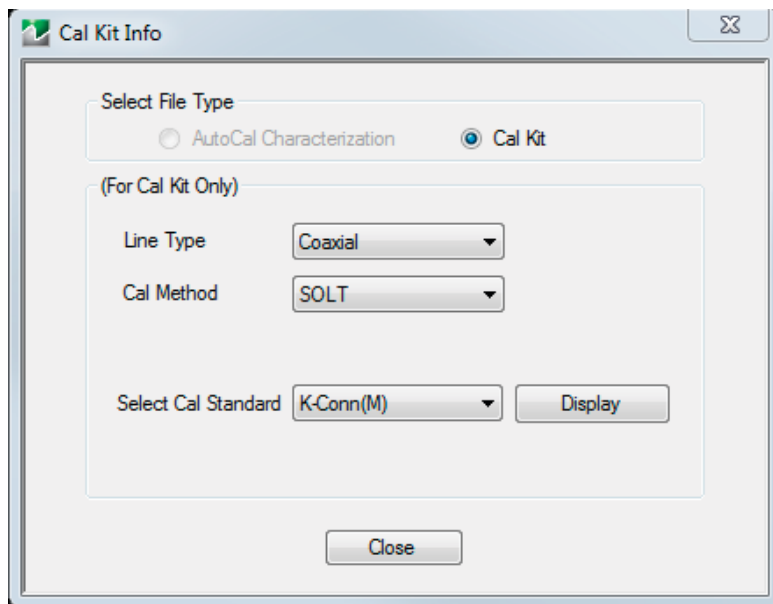 Cal Kit Info
Select File Type
AutoCal Characterization Cal Kit
(For Cal Kit Only)
Line Type Coaxial
Cal Method SOLT
Select Cal Standard K-Conn(M) Display
Close